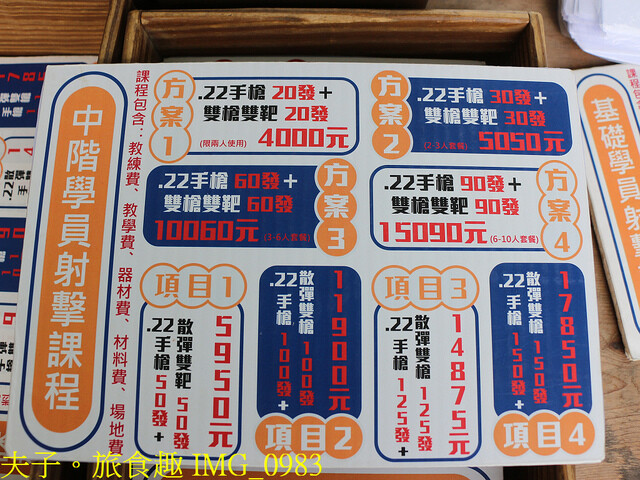 中階學員射擊課程
課程包含：教練費、教學費、器材費、材料費、場地費
方案1
.22手槍 20發+
雙槍雙靶 20發
(限兩人使用) 4000元
方案2
.22手槍 30發+
雙槍雙靶 30發
(2-3人套餐) 5050元
方案3
.22手槍 60發+
雙槍雙靶 60發
10060元 (3-6人套餐)
方案4
.22手槍 90發+
雙槍雙靶 90發
15090元 (6-10人套餐)
項目1
.22手槍 50發+
散彈雙靶 50發
5950元
項目2
.22手槍 100發+
散彈雙槍 100發
11900元
項目3
.22手槍 125發+
散彈雙槍 125發
14875元
項目4
.22手槍 150發+
散彈雙槍 150發
17850元
基礎學員射擊
夫子。旅食趣 IMG_0983